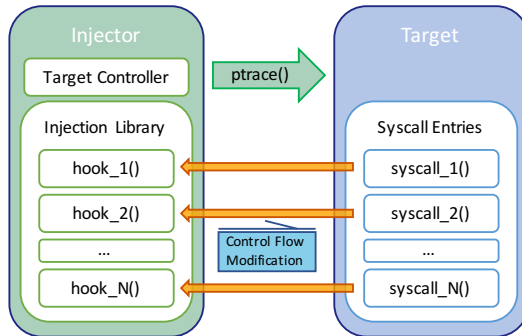 Injector
Target
Target Controller
ptrace()
Injection Library
Syscall Entries
hook_1()
syscall_1()
hook_2()
syscall_2()
Control Flow
Modification
...
...
hook_N()
syscall_N()